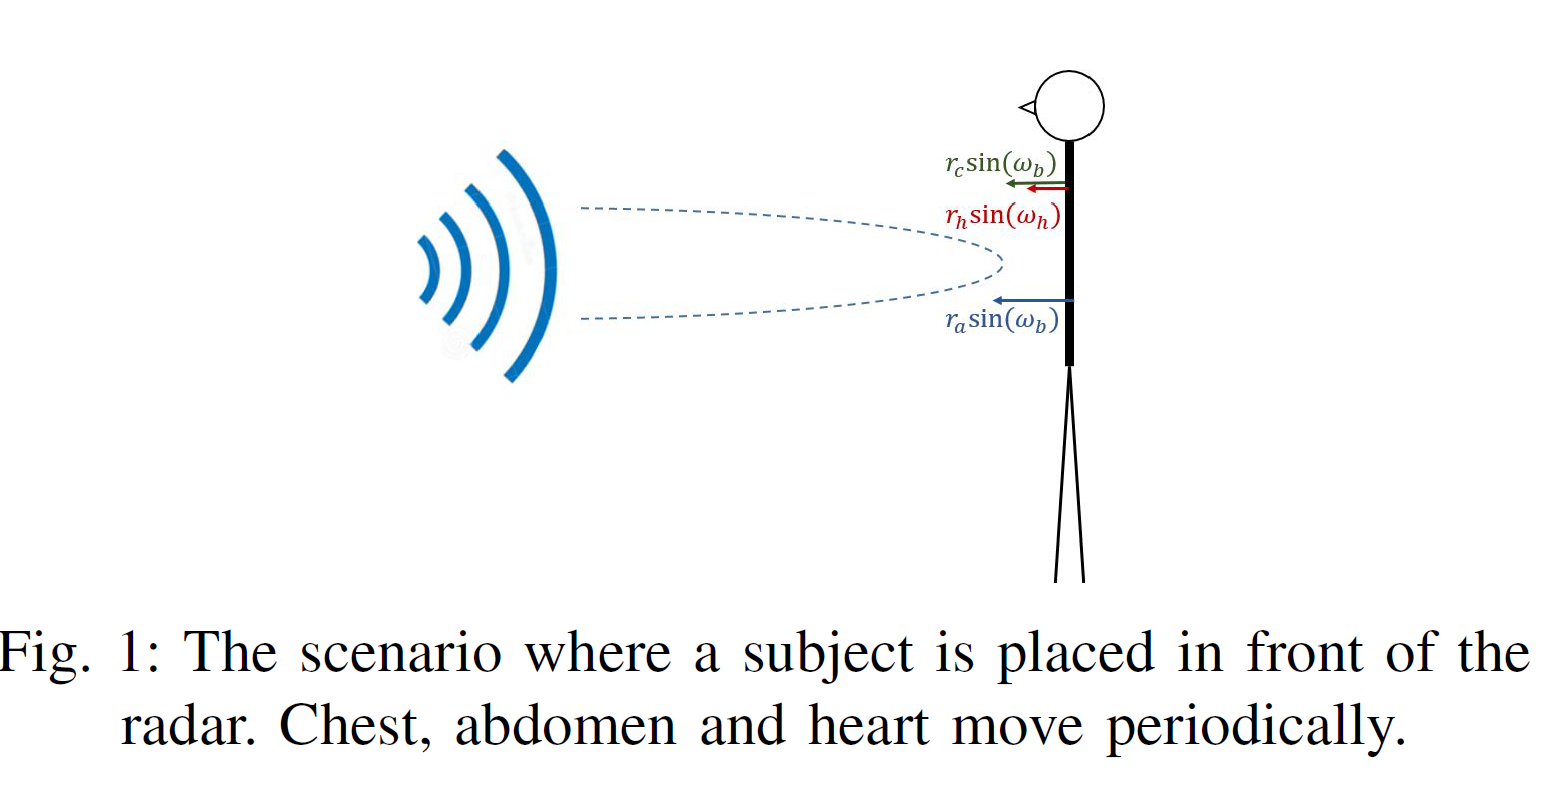 r_c sin(ω_b)
r_h sin(ω_h)
r_a sin(ω_b)
Fig. 1: The scenario where a subject is placed in front of the
radar. Chest, abdomen and heart move periodically.